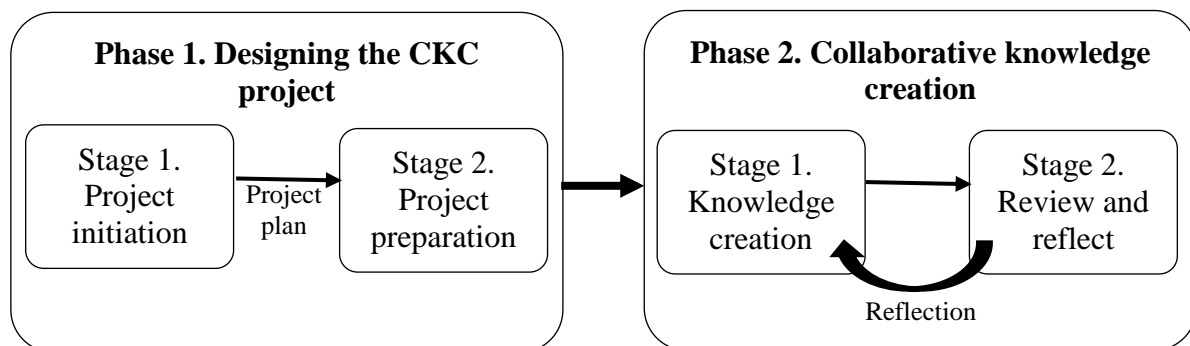 Phase 1. Designing the CKC
project
Stage 1.
Project
initiation
Project
plan
Stage 2.
Project
preparation
Phase 2. Collaborative knowledge
creation
Stage 1.
Knowledge
creation
Stage 2.
Review and
reflect
Reflection